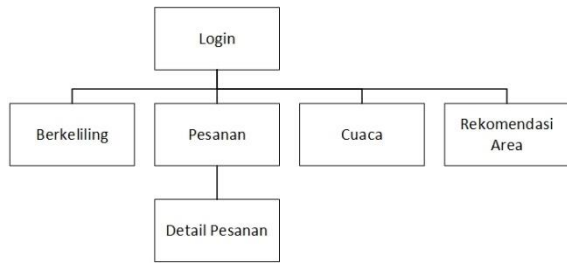 Login
Berkeliling
Pesanan
Cuaca
Rekomendasi
Area
Detail Pesanan